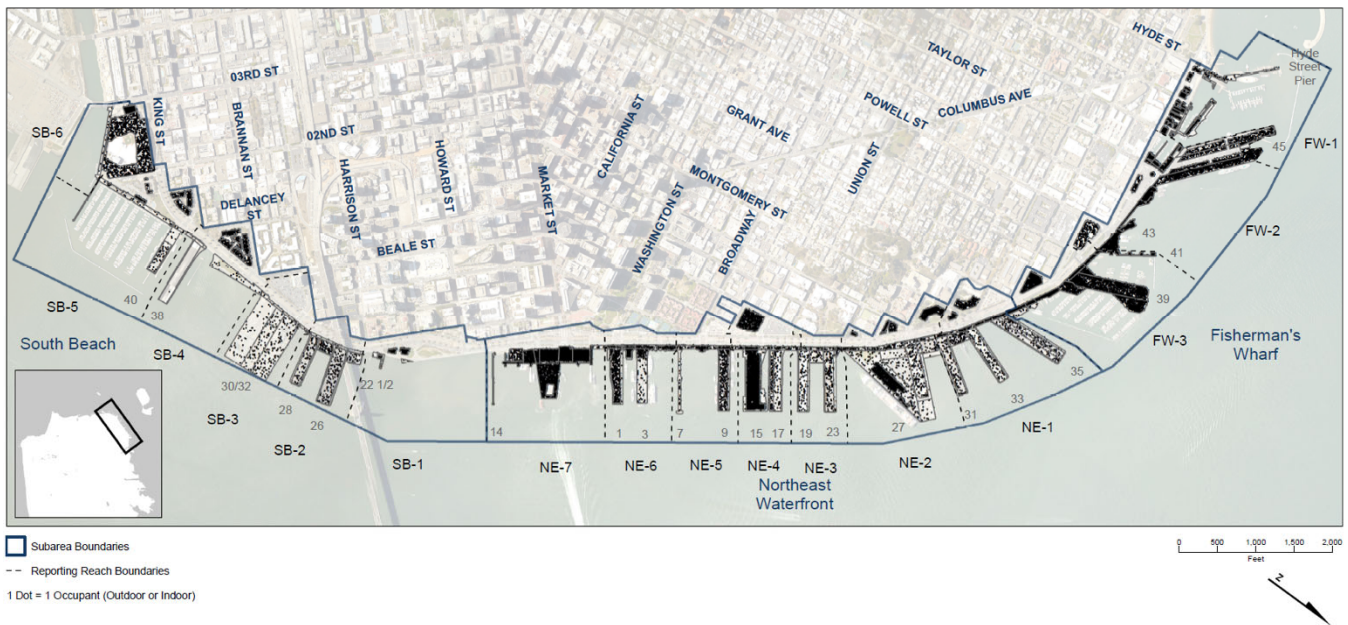 HYDE ST
Hyde
Street
Pier
TAYLOR ST
03RD ST
COLUMBUS AVE
POWELL ST
GRANT AVE
CALIFORNIA ST
KING ST
BRANNAN ST
02ND ST
SB-6
HOWARD ST
UNION ST
45
FW-1
HARRISON ST
MARKET ST
MONTGOMERY ST
DELANCEY
ST
WASHINGTON ST
BROADWAY
BEALE ST
43
FW-2
41
40
38
SB-5
39
FW-3
South Beach
Fisherman's
Wharf
SB-4
30/32
22 1/2
35
SB-3
28
26
33
31
NE-1
SB-2
14
1
3
7
9
15
17
19
23
27
SB-1
NE-7
NE-6
NE-5
NE-4
NE-3
NE-2
Northeast
Waterfront
Subarea Boundaries
Reporting Reach Boundaries
1 Dot = 1 Occupant (Outdoor or Indoor)
0 500 1,000 1,500 2,000
Feet
Z